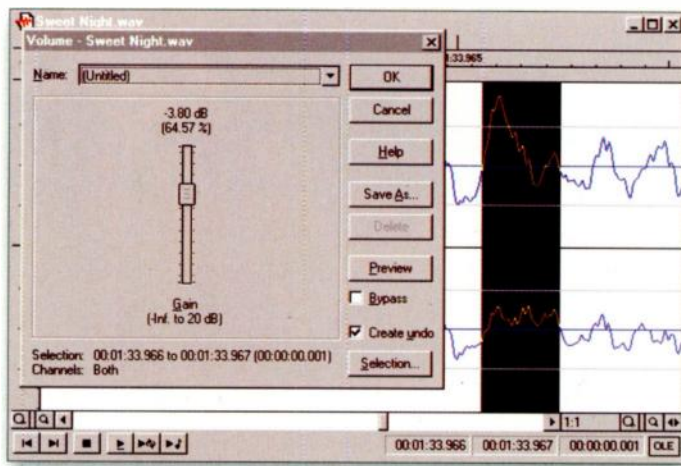 Sweet Night.wav
Volume - Sweet Night.wav
Name: (Untitled)
OK
1:33.965
-3.80 dB
(64.57 %)
Cancel
Help
Save As...
Delete
Preview
Gain
(-Inf. to 20 dB)
Bypass
Create undo
Selection: 00:01:33.966 to 00:01:33.967 (00:00:00.001)
Channels: Both
Selection...
1:1
00:01:33.966 00:01:33.967 00:00:00.001 OLE